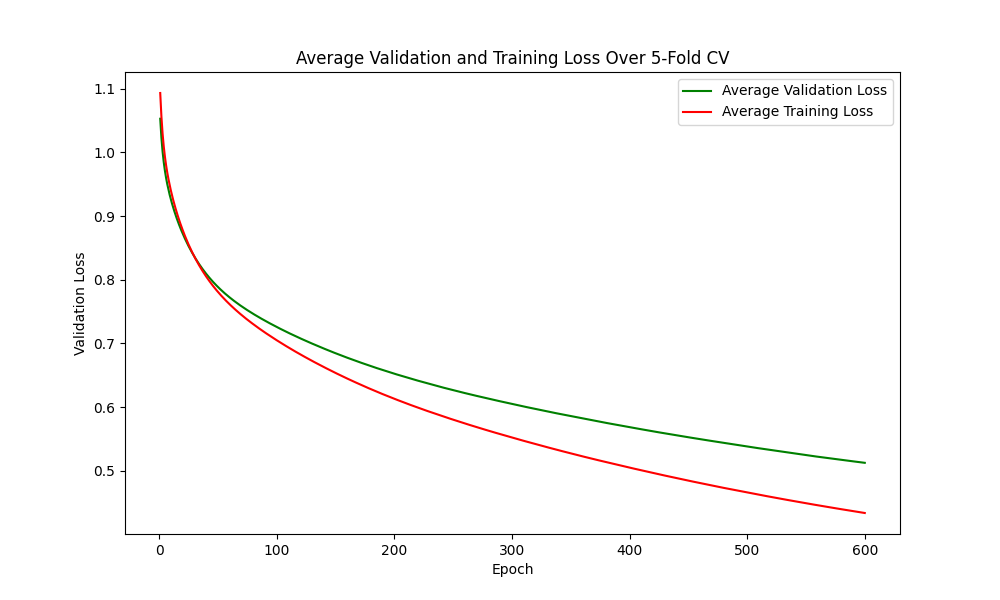 Average Validation and Training Loss Over 5-Fold CV
Average Validation Loss
Average Training Loss
1.1
1.0
0.9
0.8
0.7
0.6
0.5
Validation Loss
0 100 200 300 400 500 600
Epoch